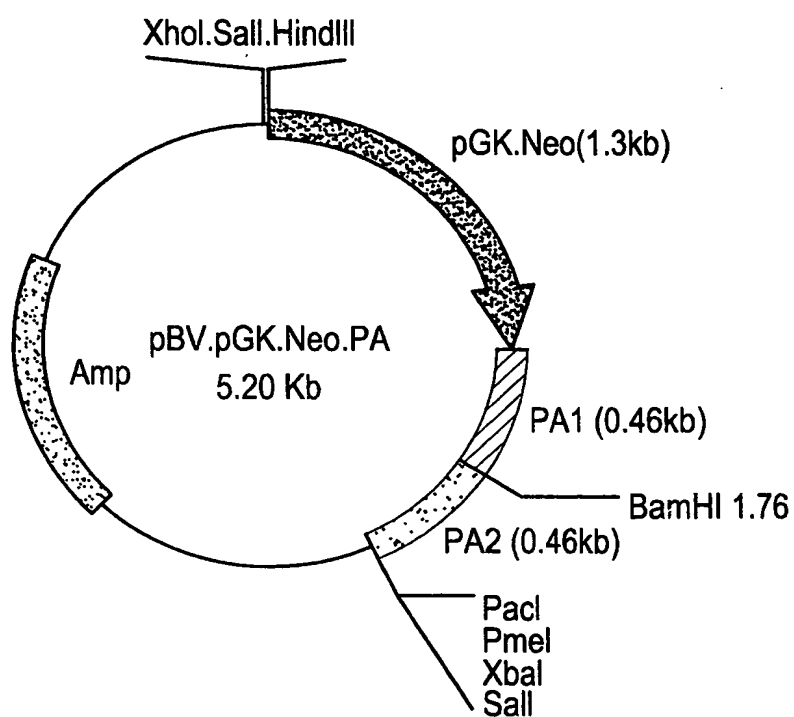 XhoI.SalI.HindIII
pGK.Neo(1.3kb)
pBV.pGK.Neo.PA
5.20 Kb
Amp
PA1 (0.46kb)
BamHI 1.76
PA2 (0.46kb)
PacI
PmeI
XbaI
SalI